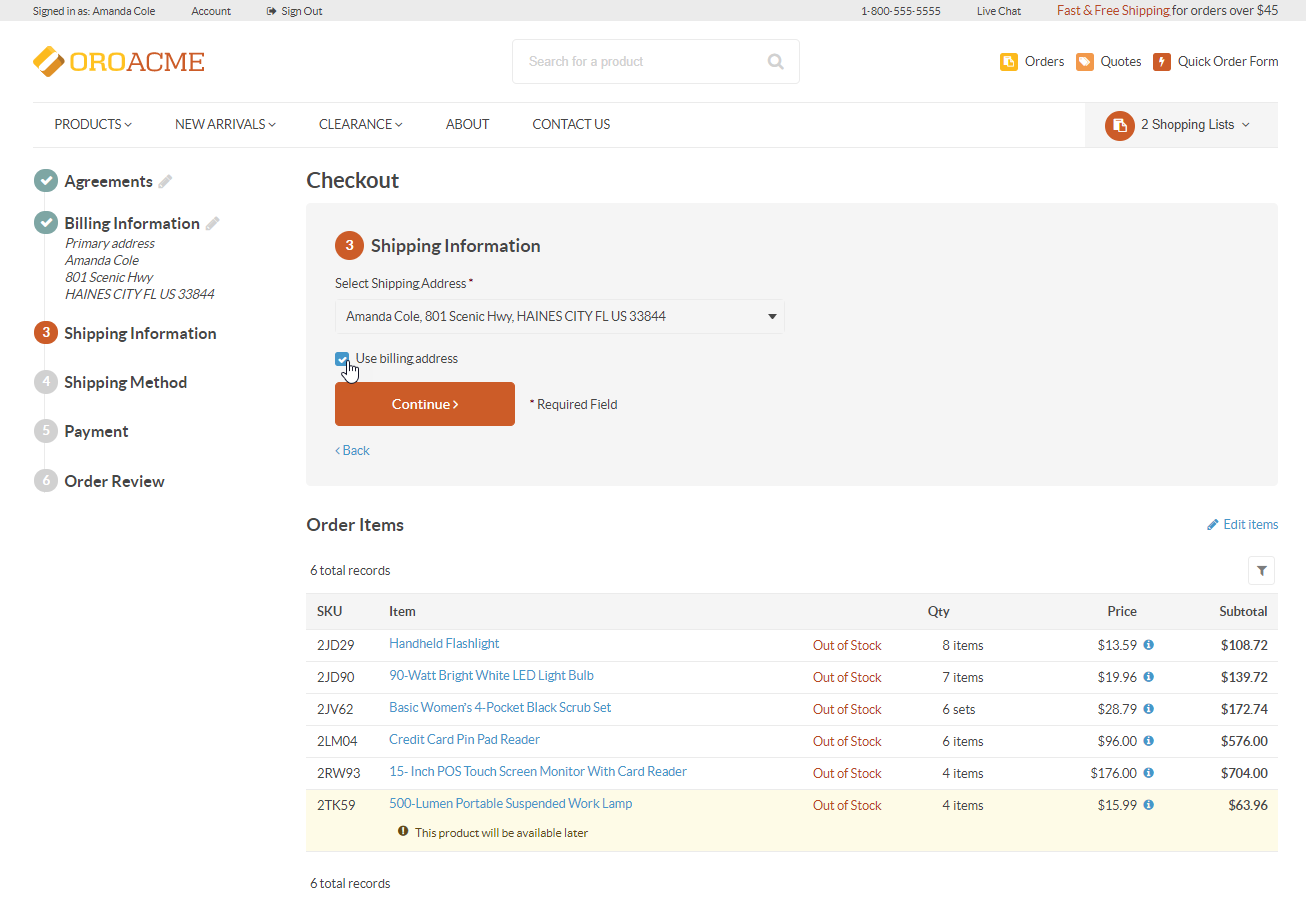 Signed in as: Amanda Cole Account Sign Out 1-800-555-5555 Live Chat Fast & Free Shipping for orders over $45
OROACME Search for a product Orders Quotes Quick Order Form
PRODUCTS NEW ARRIVALS CLEARANCE ABOUT CONTACT US 2 Shopping Lists
Agreements
Billing Information
Primary address
Amanda Cole
801 Scenic Hwy
HAINES CITY FL US 33844
3 Shipping Information
4 Shipping Method
5 Payment
6 Order Review
Checkout
3 Shipping Information
Select Shipping Address *
Amanda Cole, 801 Scenic Hwy, HAINES CITY FL US 33844
Use billing address
Continue > * Required Field
< Back
Order Items Edit items
6 total records
SKU Item Qty Price Subtotal
2JD29 Handheld Flashlight Out of Stock 8 items $13.59 $108.72
2JD90 90-Watt Bright White LED Light Bulb Out of Stock 7 items $19.96 $139.72
2JV62 Basic Women's 4-Pocket Black Scrub Set Out of Stock 6 sets $28.79 $172.74
2LM04 Credit Card Pin Pad Reader Out of Stock 6 items $96.00 $576.00
2RW93 15- Inch POS Touch Screen Monitor With Card Reader Out of Stock 4 items $176.00 $704.00
2TK59 500-Lumen Portable Suspended Work Lamp Out of Stock 4 items $15.99 $63.96
This product will be available later
6 total records